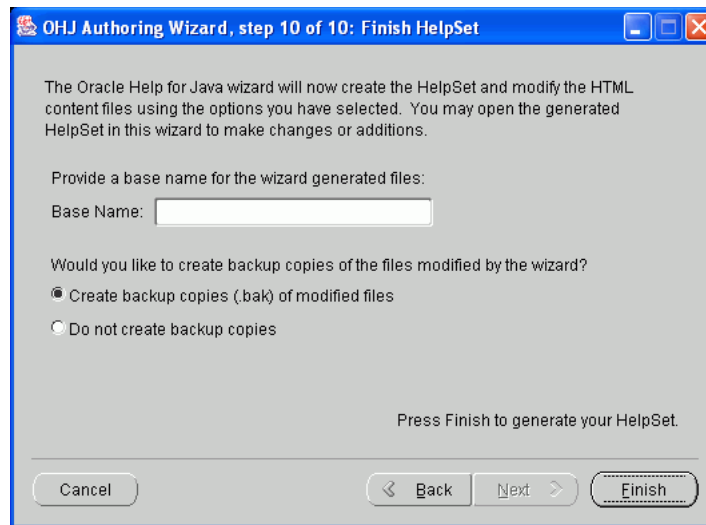 OHJ Authoring Wizard, step 10 of 10: Finish HelpSet
The Oracle Help for Java wizard will now create the HelpSet and modify the HTML
content files using the options you have selected. You may open the generated
HelpSet in this wizard to make changes or additions.
Provide a base name for the wizard generated files:
Base Name:
Would you like to create backup copies of the files modified by the wizard?
Create backup copies (.bak) of modified files
Do not create backup copies
Press Finish to generate your HelpSet.
Cancel Back Next Finish